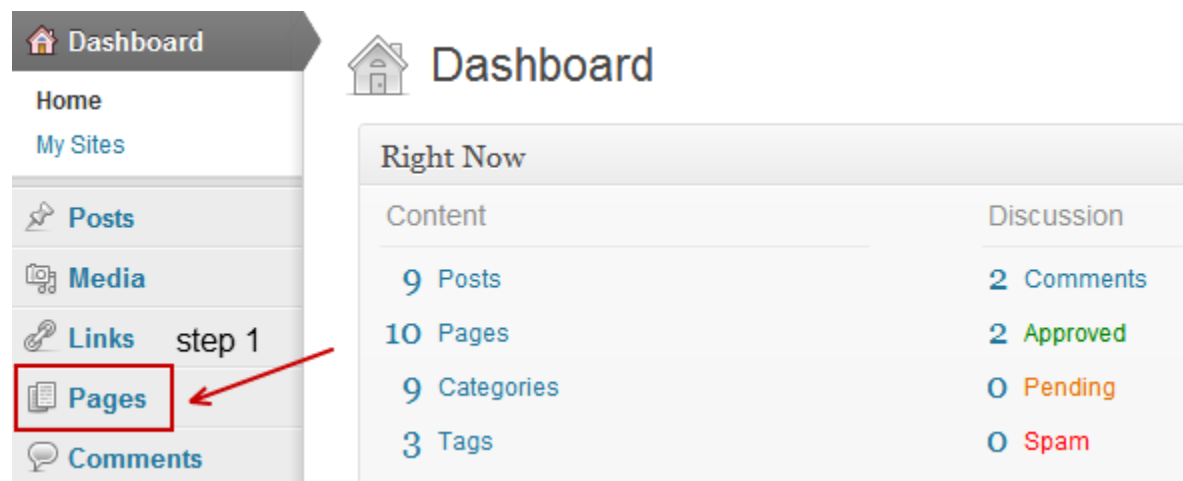 Dashboard
Home
My Sites
Posts
Media
Links
step 1
Pages
Comments
Dashboard
Right Now
Content
9 Posts
10 Pages
9 Categories
3 Tags
Discussion
2 Comments
2 Approved
0 Pending
0 Spam